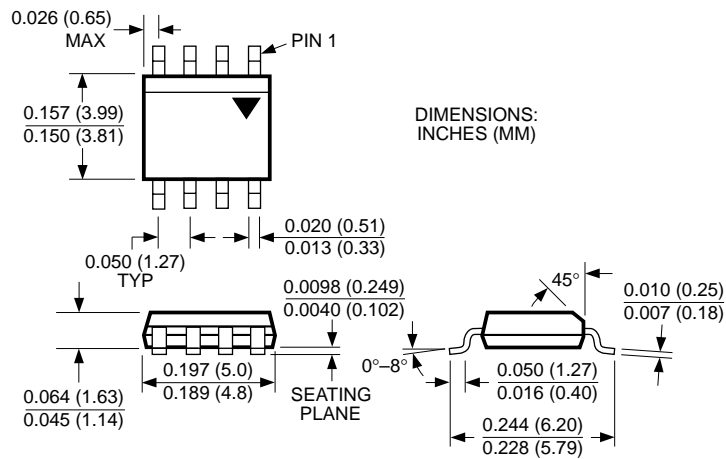 0.026 (0.65)
MAX
PIN 1
0.157 (3.99)
0.150 (3.81)
DIMENSIONS:
INCHES (MM)
0.020 (0.51)
0.013 (0.33)
0.050 (1.27)
TYP
0.0098 (0.249)
0.0040 (0.102)
45°
0.010 (0.25)
0.007 (0.18)
0°–8°
0.064 (1.63)
0.045 (1.14)
0.197 (5.0)
0.189 (4.8)
SEATING
PLANE
0.050 (1.27)
0.016 (0.40)
0.244 (6.20)
0.228 (5.79)